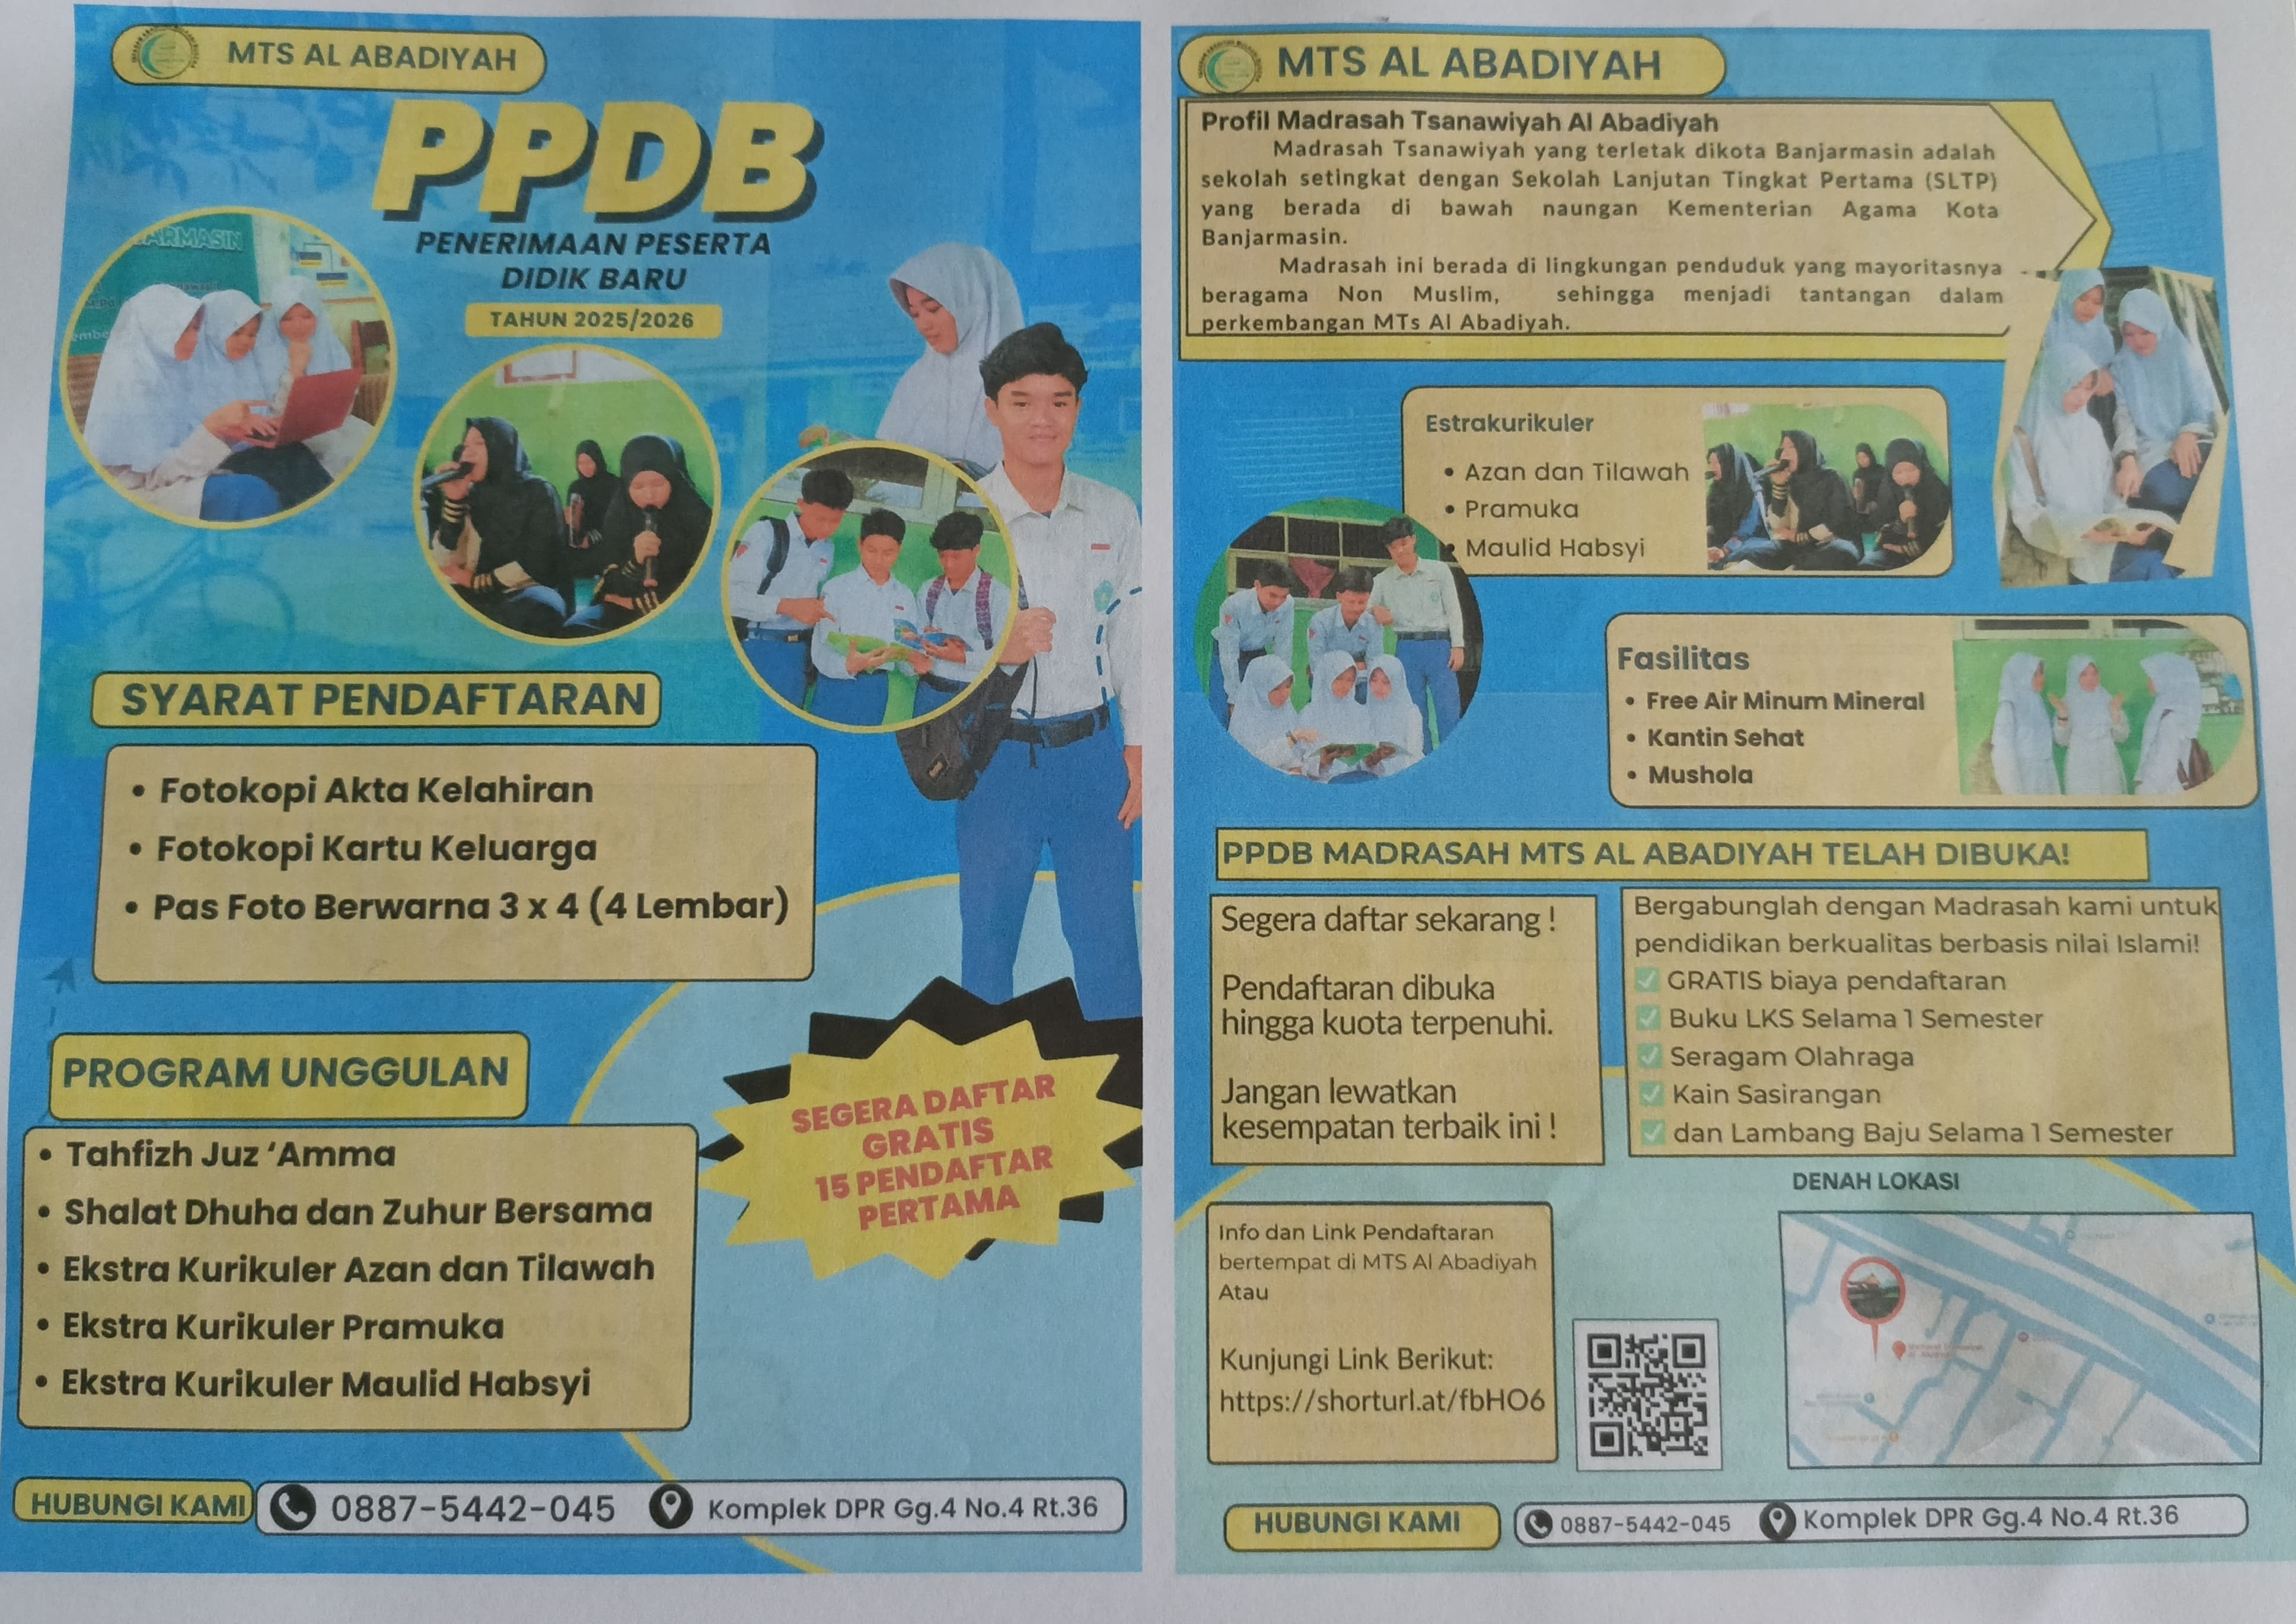 MTS AL ABADIYAH
PPDB
PENERIMAAN PESERTA
DIDIK BARU
TAHUN 2025/2026
ARMASIN
SYARAT PENDAFTARAN
• Fotokopi Akta Kelahiran
• Fotokopi Kartu Keluarga
• Pas Foto Berwarna 3 x 4 (4 Lembar)
PROGRAM UNGGULAN
• Tahfizh Juz ‘Amma
• Shalat Dhuha dan Zuhur Bersama
• Ekstra Kurikuler Azan dan Tilawah
• Ekstra Kurikuler Pramuka
• Ekstra Kurikuler Maulid Habsyi
SEGERA DAFTAR
GRATIS
15 PENDAFTAR
PERTAMA
HUBUNGI KAMI 0887-5442-045 Komplek DPR Gg.4 No.4 Rt.36
MTS AL ABADIYAH
Profil Madrasah Tsanawiyah Al Abadiyah
Madrasah Tsanawiyah yang terletak dikota Banjarmasin adalah
sekolah setingkat dengan Sekolah Lanjutan Tingkat Pertama (SLTP)
yang berada di bawah naungan Kementerian Agama Kota
Banjarmasin.
Madrasah ini berada di lingkungan penduduk yang mayoritasnya
beragama Non Muslim, sehingga menjadi tantangan dalam
perkembangan MTs Al Abadiyah.
Estrakurikuler
• Azan dan Tilawah
• Pramuka
• Maulid Habsyi
Fasilitas
• Free Air Minum Mineral
• Kantin Sehat
• Mushola
PPDB MADRASAH MTS AL ABADIYAH TELAH DIBUKA!
Segera daftar sekarang !
Pendaftaran dibuka
hingga kuota terpenuhi.
Jangan lewatkan
kesempatan terbaik ini !
Bergabunglah dengan Madrasah kami untuk
pendidikan berkualitas berbasis nilai Islami!
✅ GRATIS biaya pendaftaran
✅ Buku LKS Selama 1 Semester
✅ Seragam Olahraga
✅ Kain Sasirangan
✅ dan Lambang Baju Selama 1 Semester
Info dan Link Pendaftaran
bertempat di MTS Al Abadiyah
Atau
Kunjungi Link Berikut:
https://shorturl.at/fbHO6
DENAH LOKASI
HUBUNGI KAMI 0887-5442-045 Komplek DPR Gg.4 No.4 Rt.36